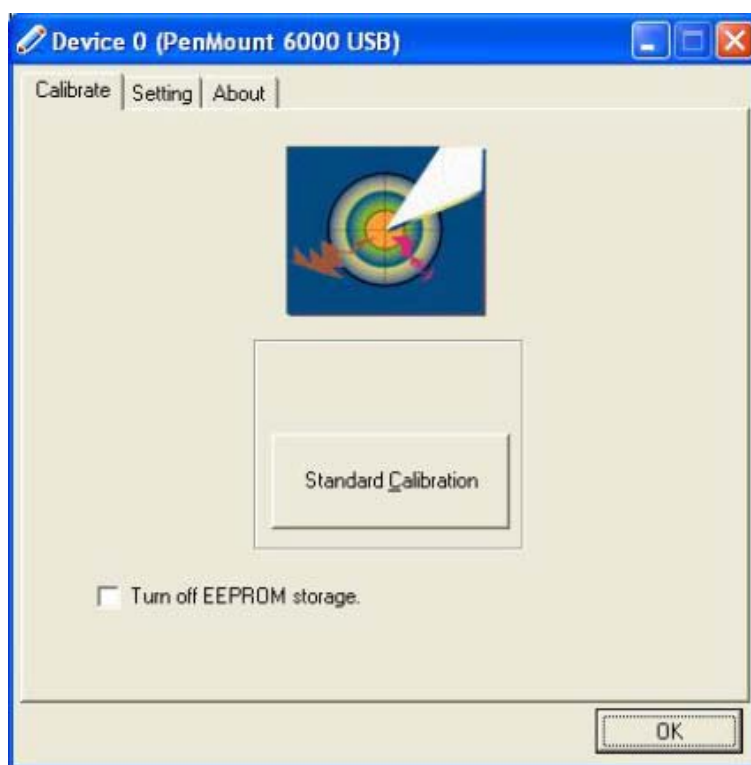 Device 0 (PenMount 6000 USB)
Calibrate Setting About
Standard Calibration
Turn off EEPROM storage.
OK